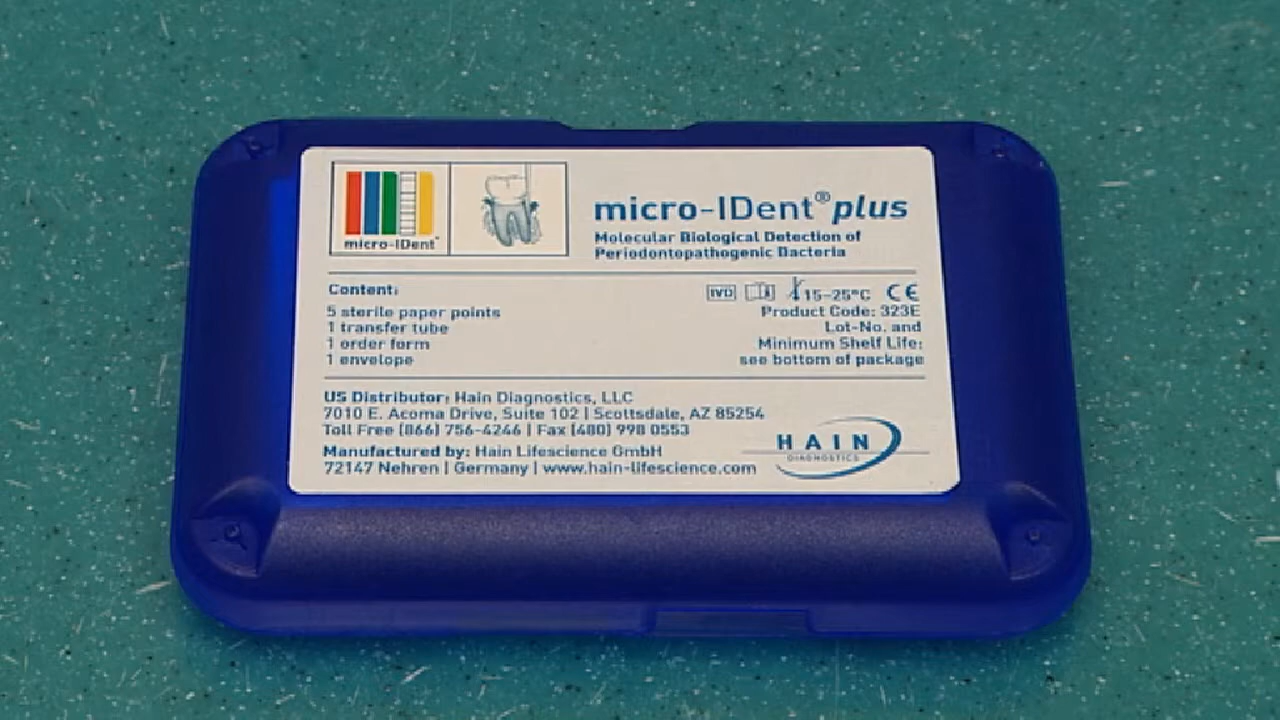 micro-IDent
micro-IDent® plus
Molecular Biological Detection of
Periodontopathogenic Bacteria
Content:
5 sterile paper points
1 transfer tube
1 order form
1 envelope
IVD 15-25°C CE
Product Code: 323E
Lot-No. and
Minimum Shelf Life:
see bottom of package
US Distributor: Hain Diagnostics, LLC
7010 E. Acoma Drive, Suite 102 | Scottsdale, AZ 85254
Toll Free (866) 756-4246 | Fax (480) 998 0553
Manufactured by: Hain Lifescience GmbH
72147 Nehren | Germany | www.hain-lifescience.com
HAIN
DIAGNOSTICS